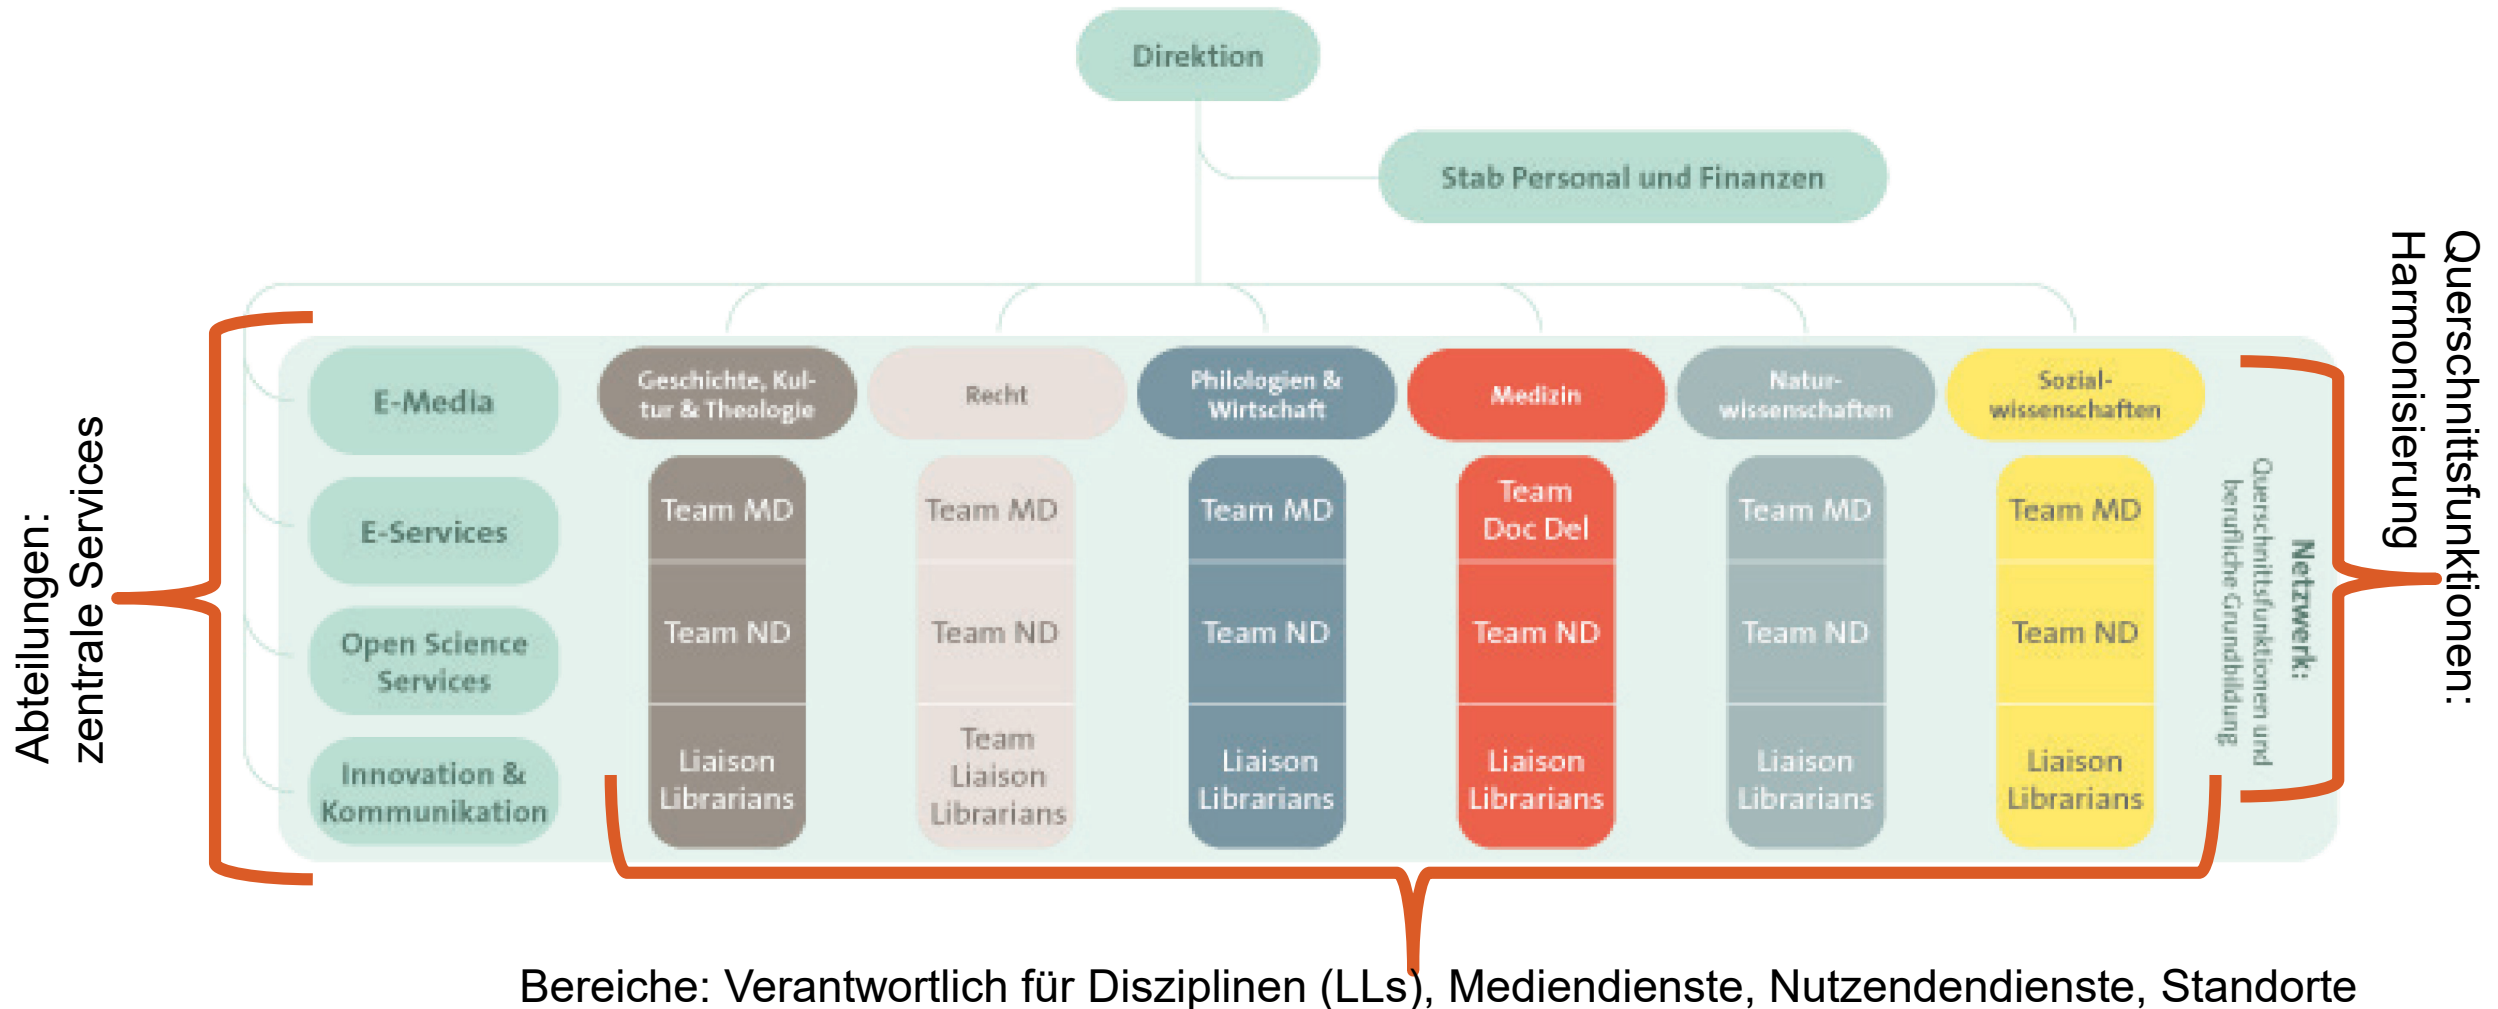 Direktion
Stab Personal und Finanzen
Abteilungen:
zentrale Services
E-Media
E-Services
Open Science
Services
Innovation &
Kommunikation
Geschichte, Kul-
tur & Theologie
Team MD
Team ND
Liaison
Librarians
Recht
Team MD
Team ND
Team
Liaison
Librarians
Philologien &
Wirtschaft
Team MD
Team ND
Liaison
Librarians
Medizin
Team
Doc Del
Team ND
Liaison
Librarians
Natur-
wissenschaften
Team MD
Team ND
Liaison
Librarians
Sozial-
wissenschaften
Team MD
Team ND
Liaison
Librarians
Netzwerk:
Querschnittsfunktionen und
berufliche Grundbildung
Querschnittsfunktionen:
Harmonisierung
Bereiche: Verantwortlich für Disziplinen (LLs), Mediendienste, Nutzendendienste, Standorte